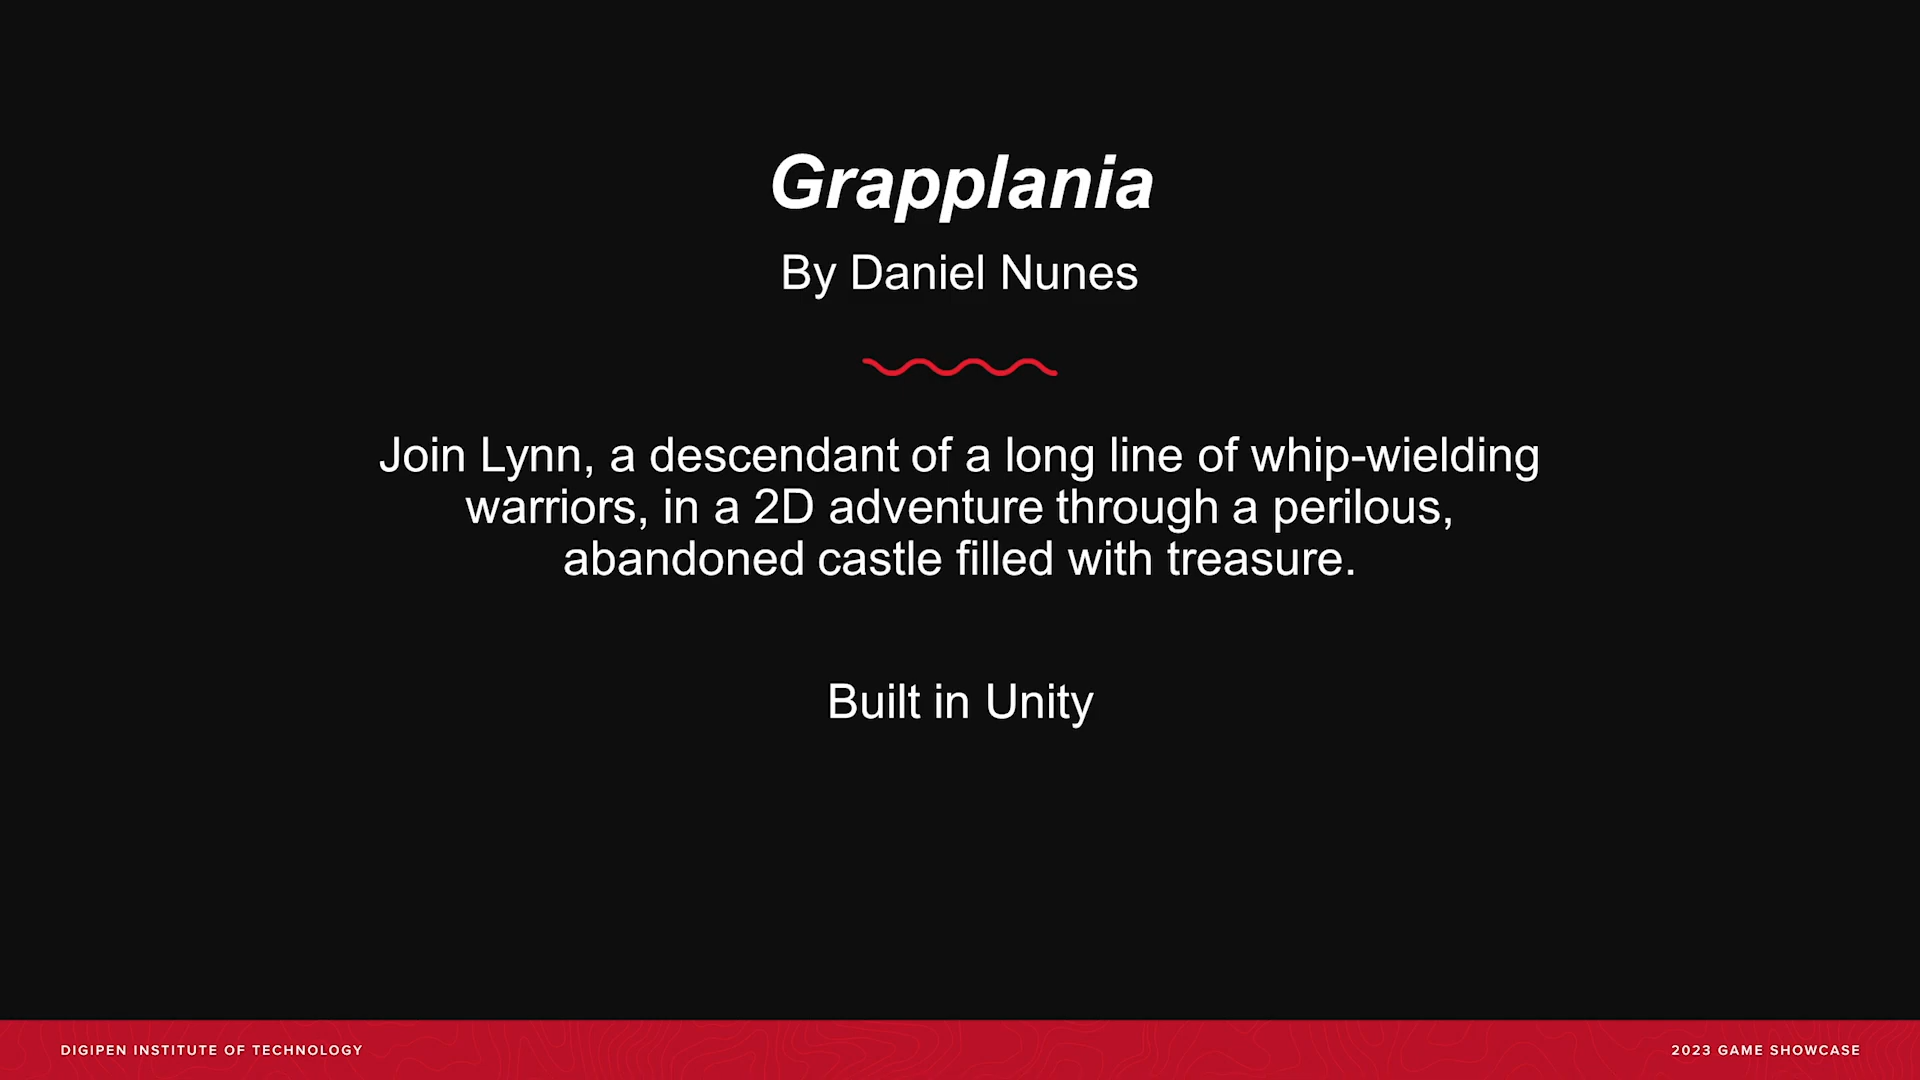 Grapplania
By Daniel Nunes
Join Lynn, a descendant of a long line of whip-wielding
warriors, in a 2D adventure through a perilous,
abandoned castle filled with treasure.
Built in Unity
DIGIPEN INSTITUTE OF TECHNOLOGY
2023 GAME SHOWCASE